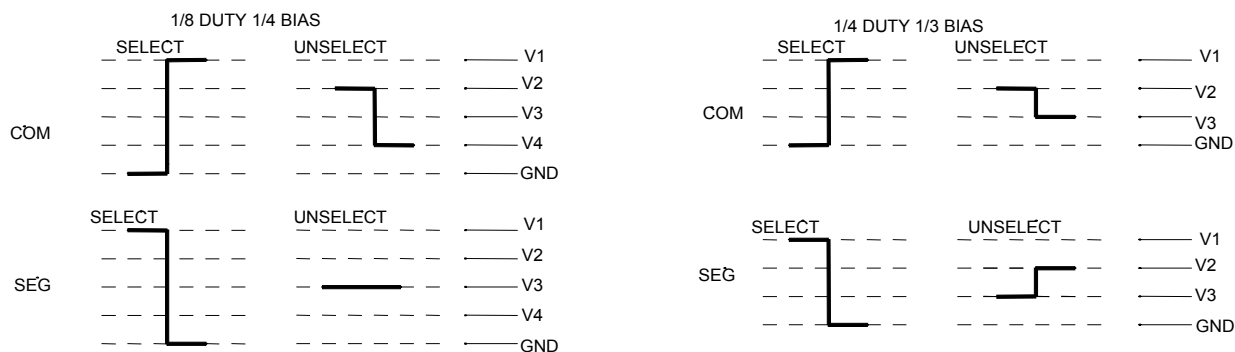 1/8 DUTY 1/4 BIAS
SELECT
UNSELECT
V1
V2
V3
V4
GND
COM
SELECT
UNSELECT
V1
V2
V3
V4
GND
SEG
1/4 DUTY 1/3 BIAS
SELECT
UNSELECT
V1
V2
V3
GND
COM
SELECT
UNSELECT
V1
V2
V3
GND
SEG